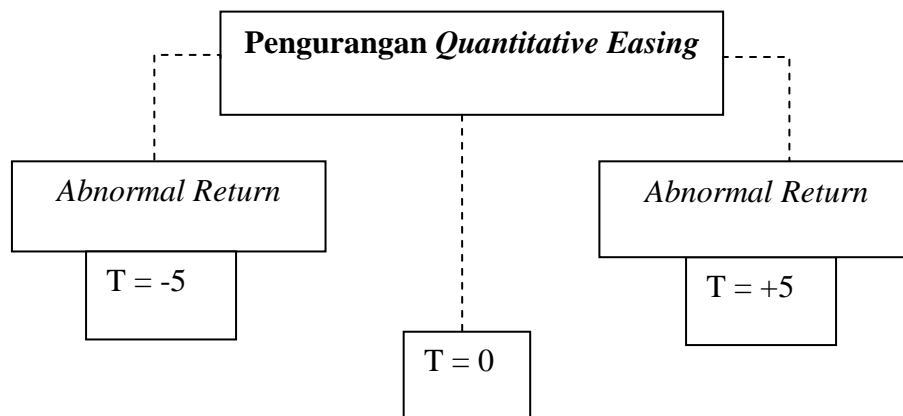 Pengurangan Quantitative Easing
Abnormal Return
T = -5
Abnormal Return
T = +5
T = 0